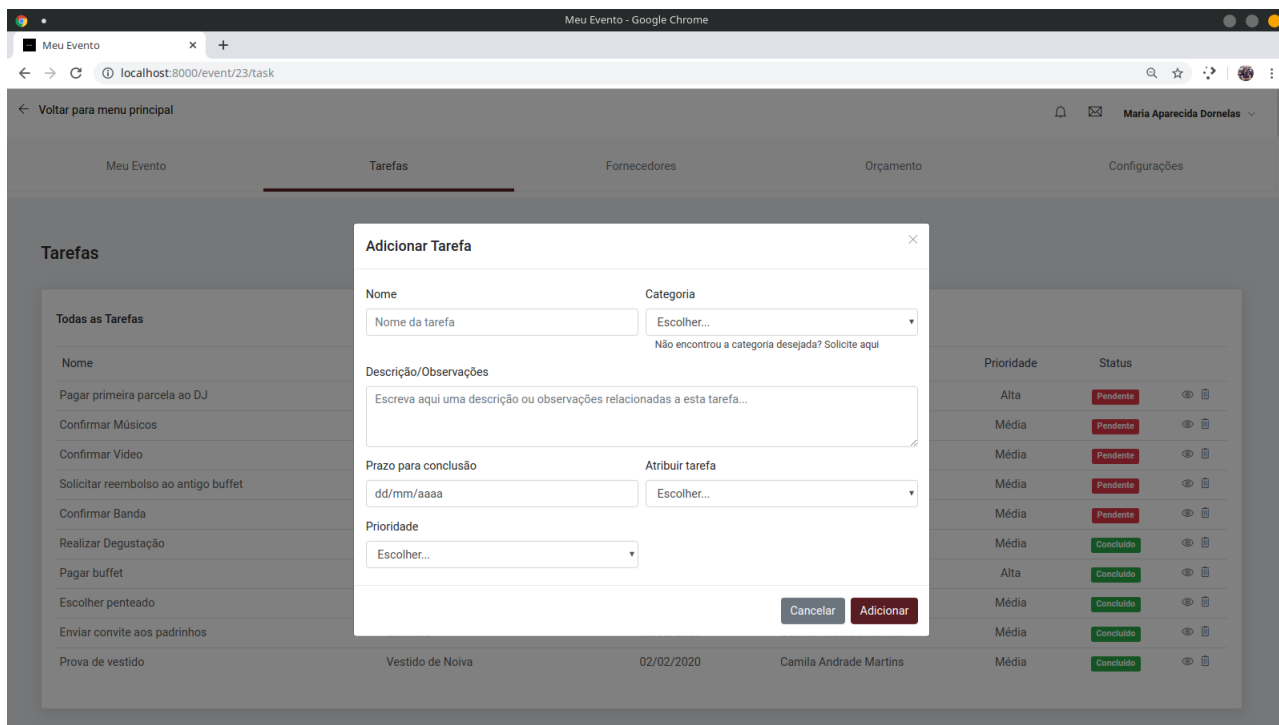 Meu Evento - Google Chrome
Meu Evento
localhost:8000/event/23/task
Voltar para menu principal
Maria Aparecida Dornelas
Meu Evento Tarefas Fornecedores Orçamento Configurações
Tarefas
Adicionar Tarefa
Nome Categoria
Nome da tarefa Escolher...
Não encontrou a categoria desejada? Solicite aqui
Descrição/Observações
Escreva aqui uma descrição ou observações relacionadas a esta tarefa...
Prazo para conclusão Atribuir tarefa
dd/mm/aaaa Escolher...
Prioridade
Escolher...
Cancelar Adicionar
Todas as Tarefas
Nome Prioridade Status
Pagar primeira parcela ao DJ Alta Pendente
Confirmar Músicos Média Pendente
Confirmar Video Média Pendente
Solicitar reembolso ao antigo buffet Média Pendente
Confirmar Banda Média Pendente
Realizar Degustação Média Concluído
Pagar buffet Alta Concluído
Escolher penteado Média Concluído
Enviar convite aos padrinhos Média Concluído
Prova de vestido Vestido de Noiva 02/02/2020 Camila Andrade Martins Média Concluído